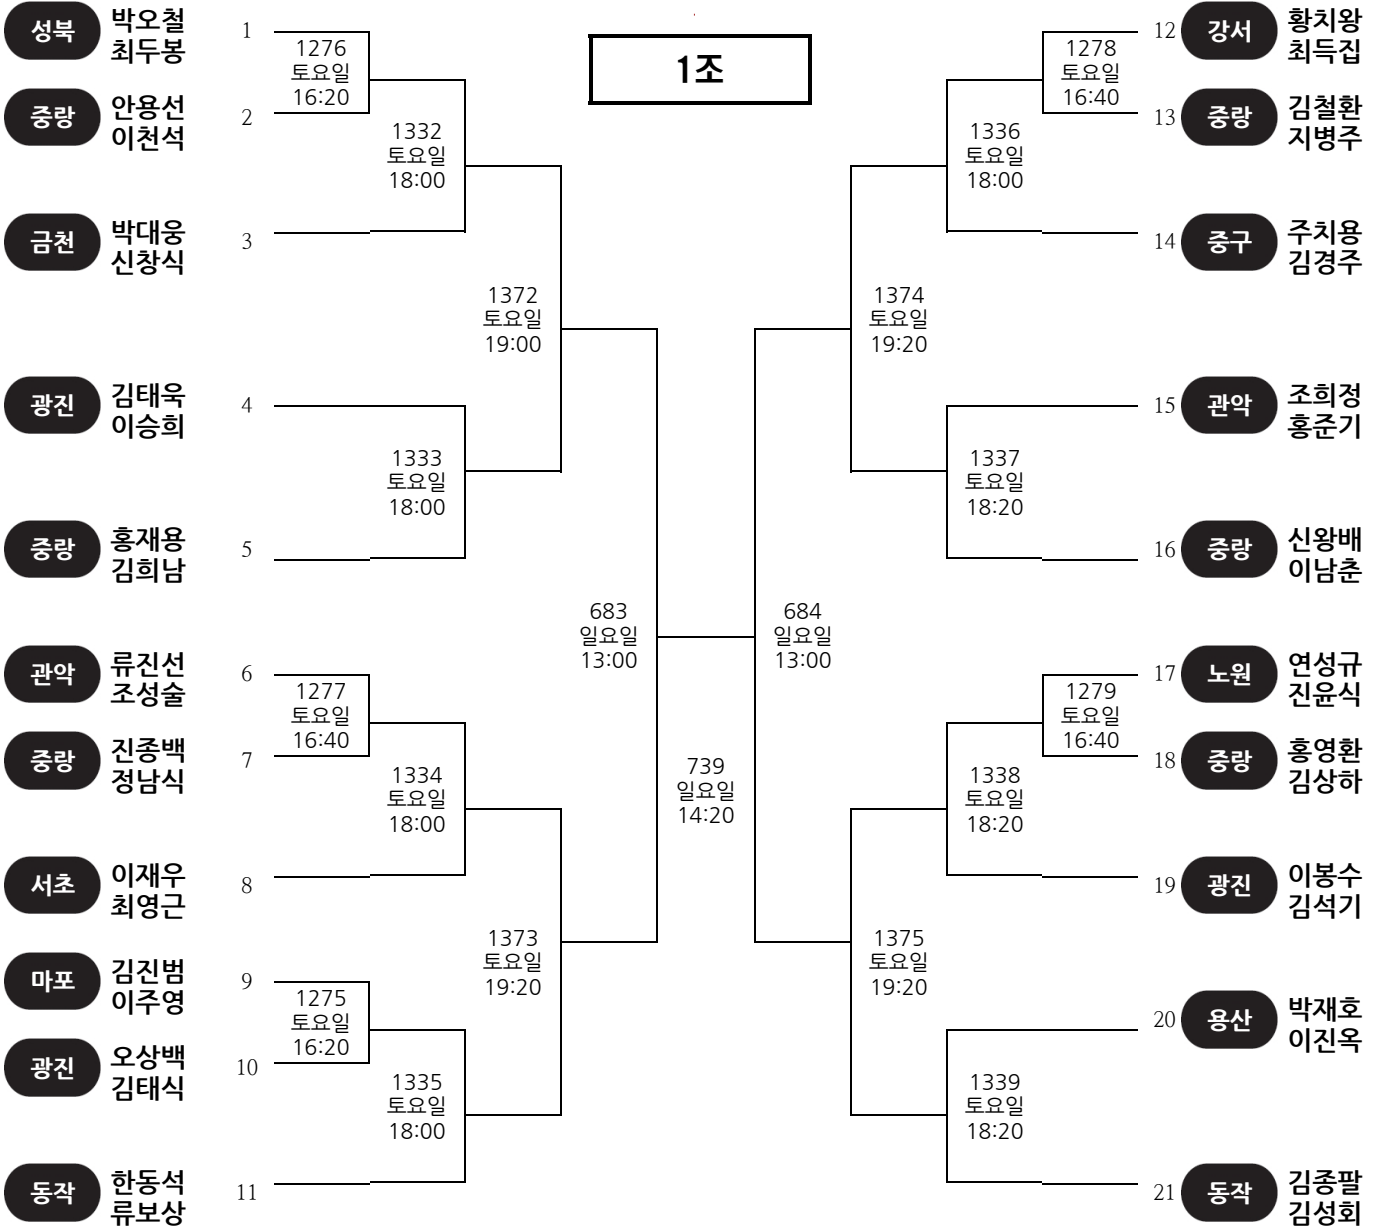 1조
성북
박오철
최두봉
1
1276
토요일
16:20
중랑
안용선
이천석
2
1332
토요일
18:00
금천
박대웅
신창식
3
1372
토요일
19:00
광진
김태욱
이승희
4
1333
토요일
18:00
중랑
홍재용
김희남
5
683
일요일
13:00
관악
류진선
조성술
6
1277
토요일
16:40
중랑
진종백
정남식
7
1334
토요일
18:00
서초
이재우
최영근
8
1373
토요일
19:20
마포
김진범
이주영
9
1275
토요일
16:20
광진
오상백
김태식
10
1335
토요일
18:00
동작
한동석
류보상
11
739
일요일
14:20
12
강서
황치왕
최득집
1278
토요일
16:40
13
중랑
김철환
지병주
1336
토요일
18:00
14
중구
주치용
김경주
1374
토요일
19:20
15
관악
조희정
홍준기
1337
토요일
18:20
16
중랑
신왕배
이남춘
684
일요일
13:00
17
노원
연성규
진윤식
1279
토요일
16:40
18
중랑
홍영환
김상하
1338
토요일
18:20
19
광진
이봉수
김석기
1375
토요일
19:20
20
용산
박재호
이진옥
1339
토요일
18:20
21
동작
김종팔
김성회